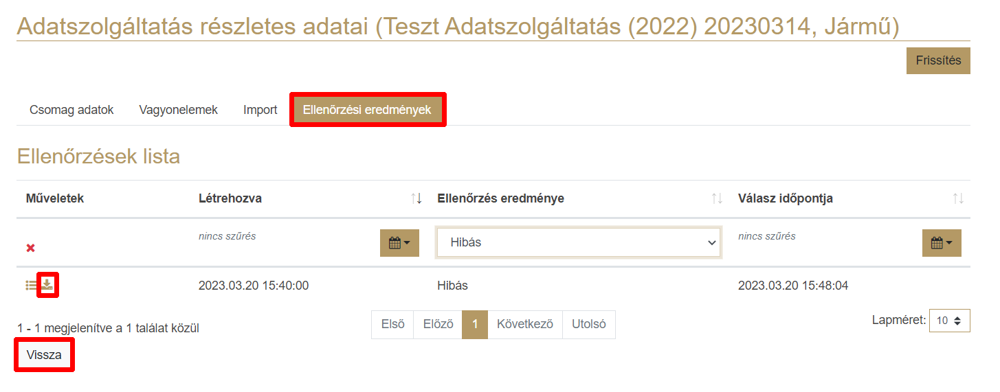 Adatszolgáltatás részletes adatai (Teszt Adatszolgáltatás (2022) 20230314, Jármű)
Frissítés
Csomag adatok Vagyonelemek Import Ellenőrzési eredmények
Ellenőrzések lista
Műveletek Létrehozva Ellenőrzés eredménye Válasz időpontja
nincs szűrés Hibás nincs szűrés
2023.03.20 15:40:00 Hibás 2023.03.20 15:48:04
1 - 1 megjelenítve a 1 találat közül Első Előző 1 Következő Utolsó Lapméret: 10
Vissza